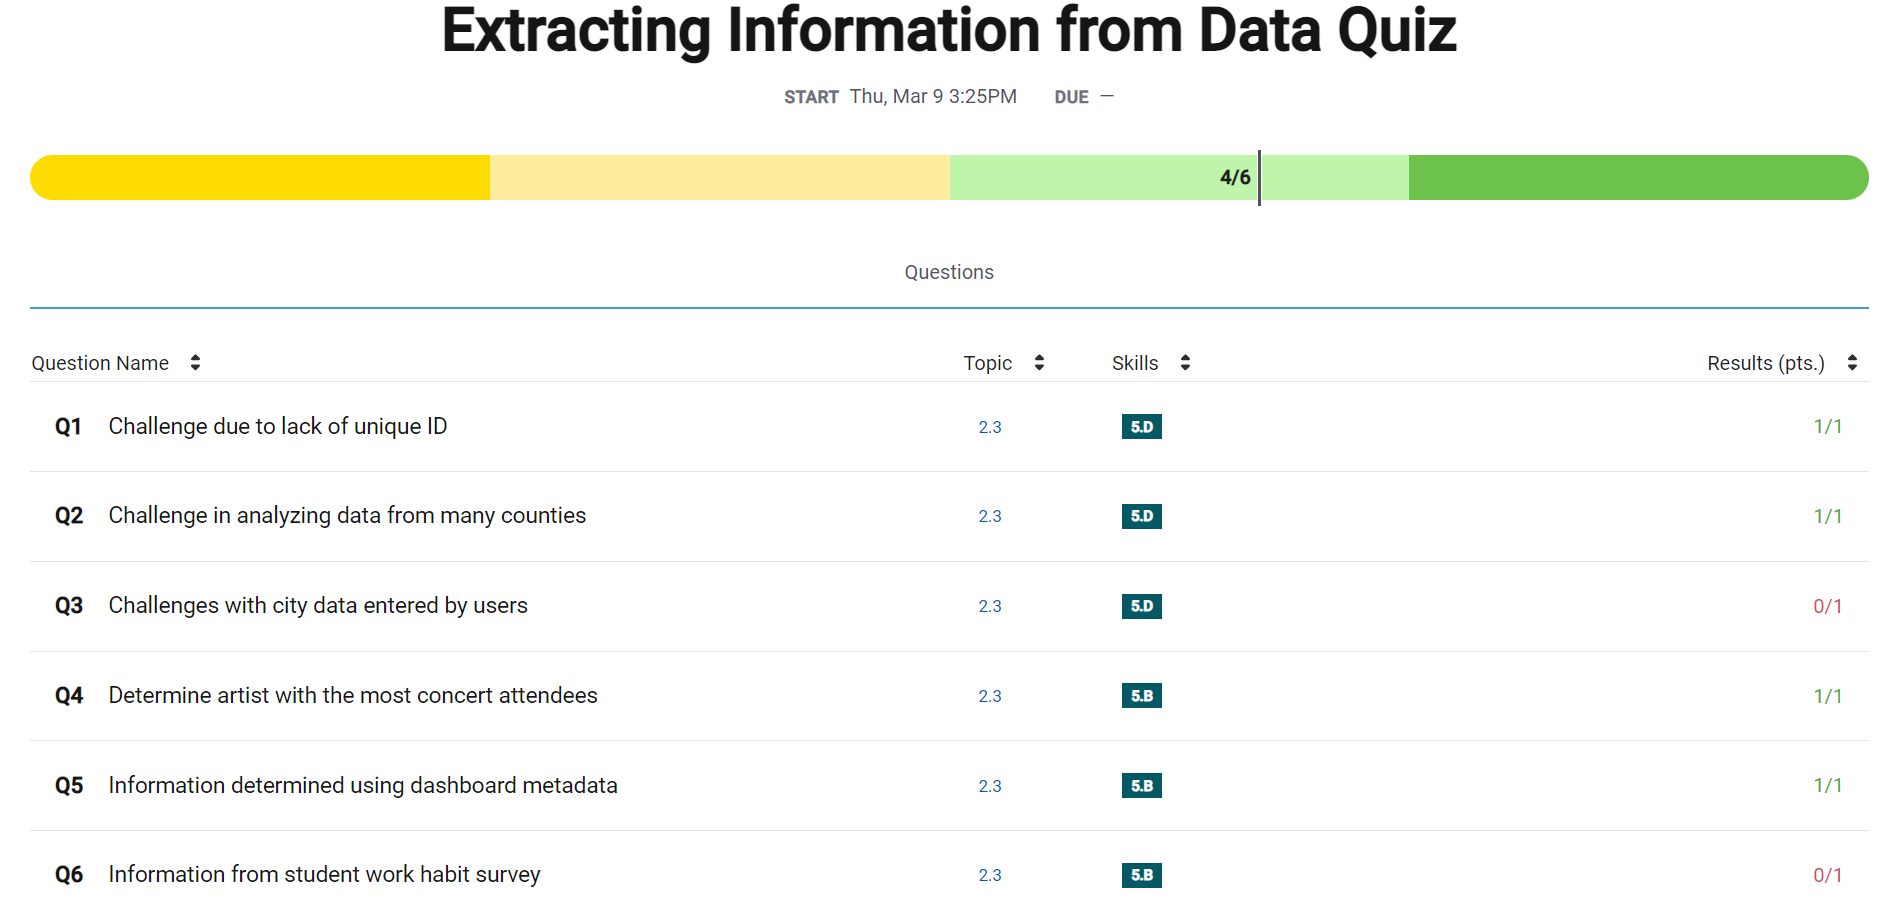 Extracting Information from Data Quiz
START Thu, Mar 9 3:25PM DUE —
4/6
Questions
Question Name Topic Skills Results (pts.)
Q1 Challenge due to lack of unique ID 2.3 5.D 1/1
Q2 Challenge in analyzing data from many counties 2.3 5.D 1/1
Q3 Challenges with city data entered by users 2.3 5.D 0/1
Q4 Determine artist with the most concert attendees 2.3 5.B 1/1
Q5 Information determined using dashboard metadata 2.3 5.B 1/1
Q6 Information from student work habit survey 2.3 5.B 0/1